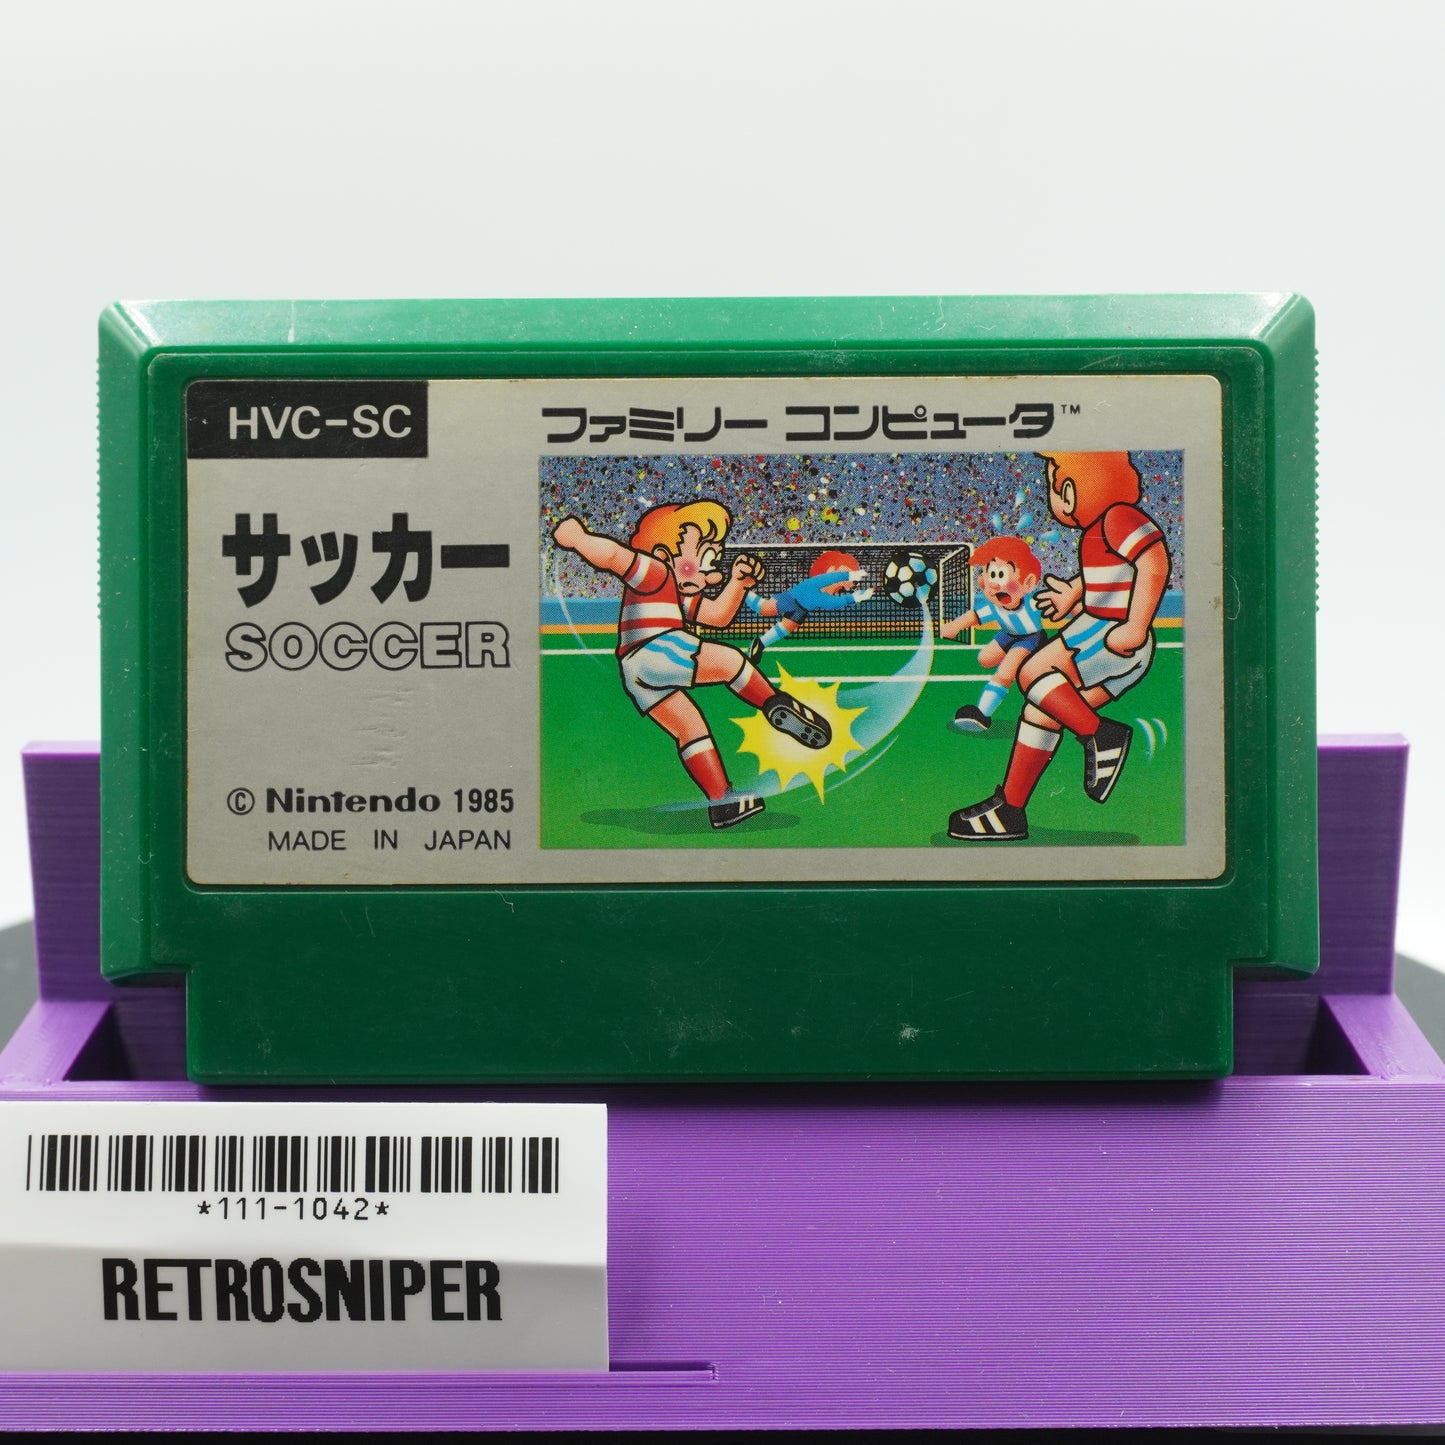 HVC-SC
ファミリー コンピュータ™
サッカー
SOCCER
© Nintendo 1985
MADE IN JAPAN
*111-1042*
RETROSNIPER